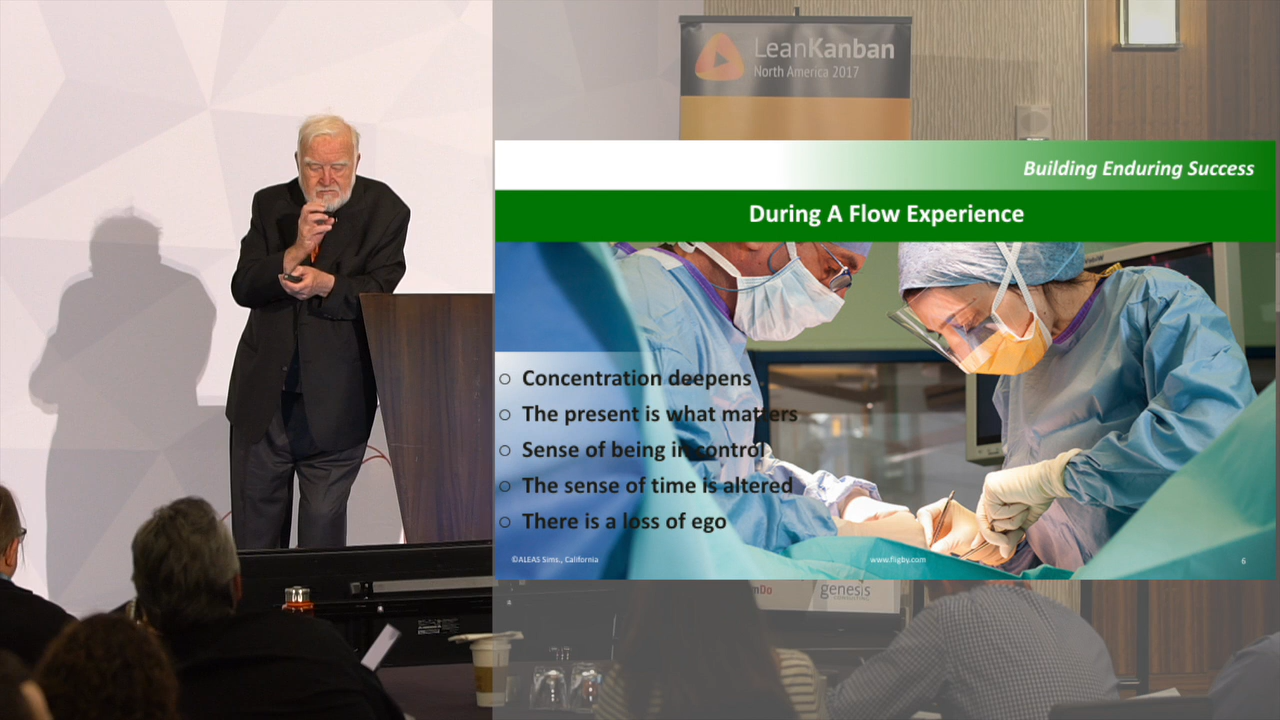 LeanKanban
North America 2017
Building Enduring Success
During A Flow Experience
○ Concentration deepens
○ The present is what matters
○ Sense of being in control
○ The sense of time is altered
○ There is a loss of ego
©ALEAS Sims., California
www.fligby.com
6
genesis